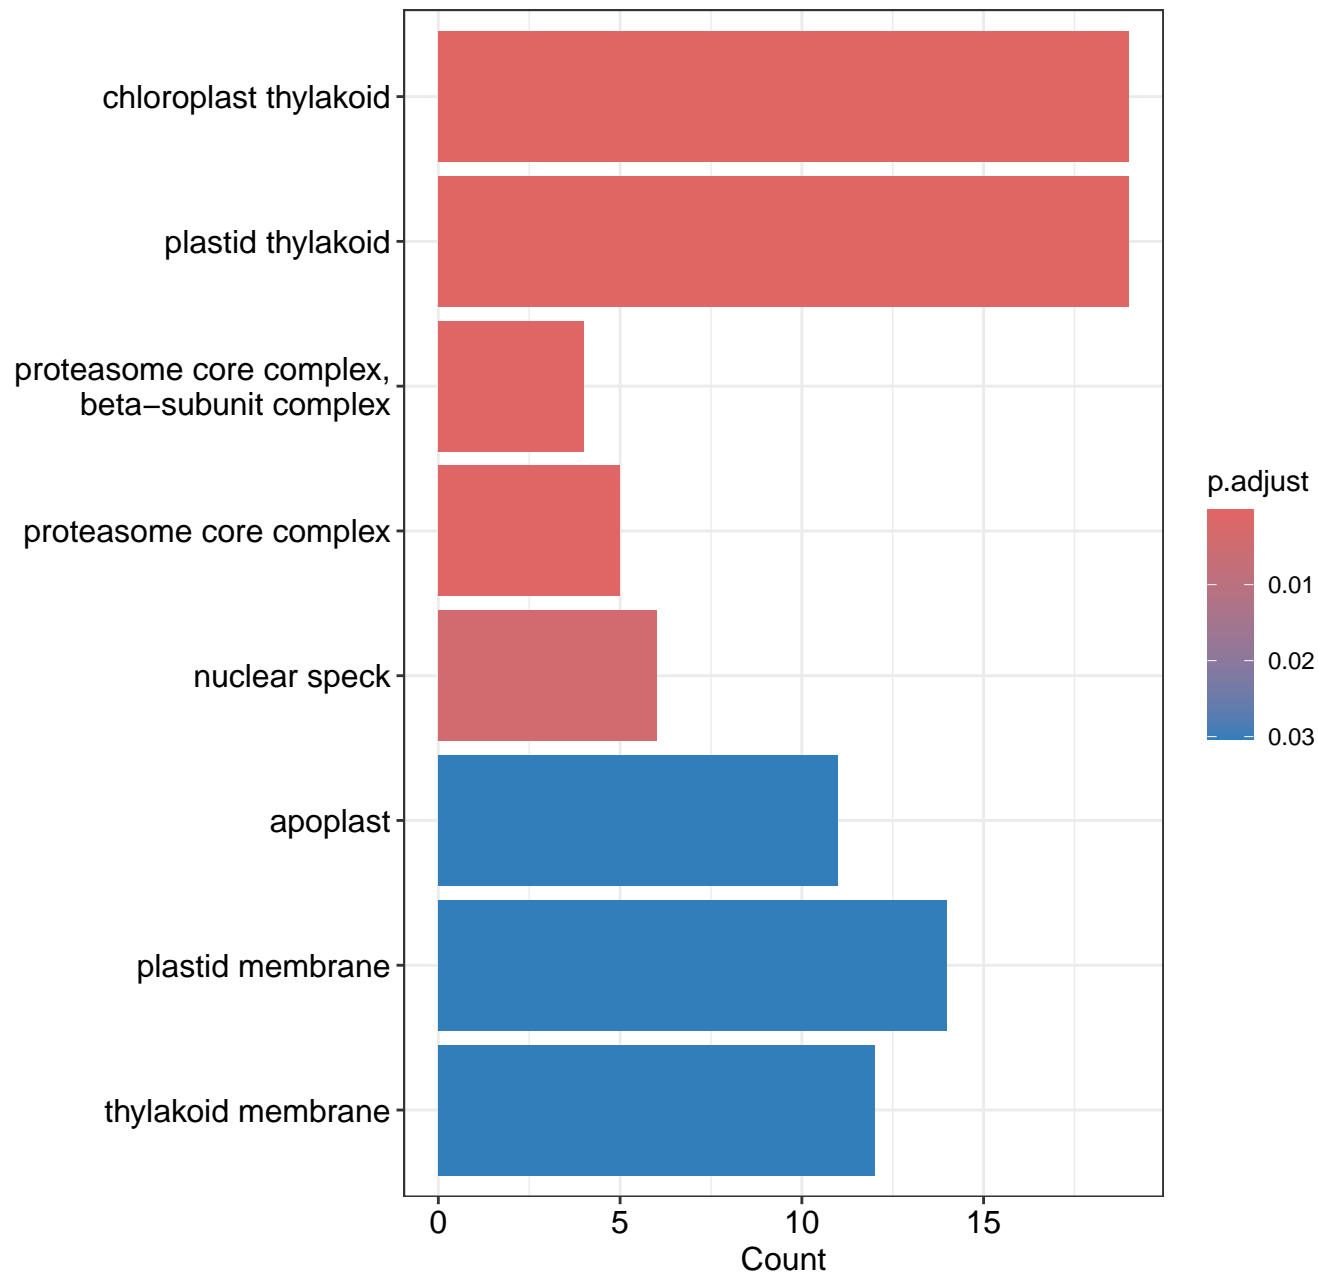 chloroplast thylakoid
plastid thylakoid
proteasome core complex,
beta−subunit complex
proteasome core complex
nuclear speck
apoplast
plastid membrane
thylakoid membrane
0
5
10
15
Count
p.adjust
0.01
0.02
0.03